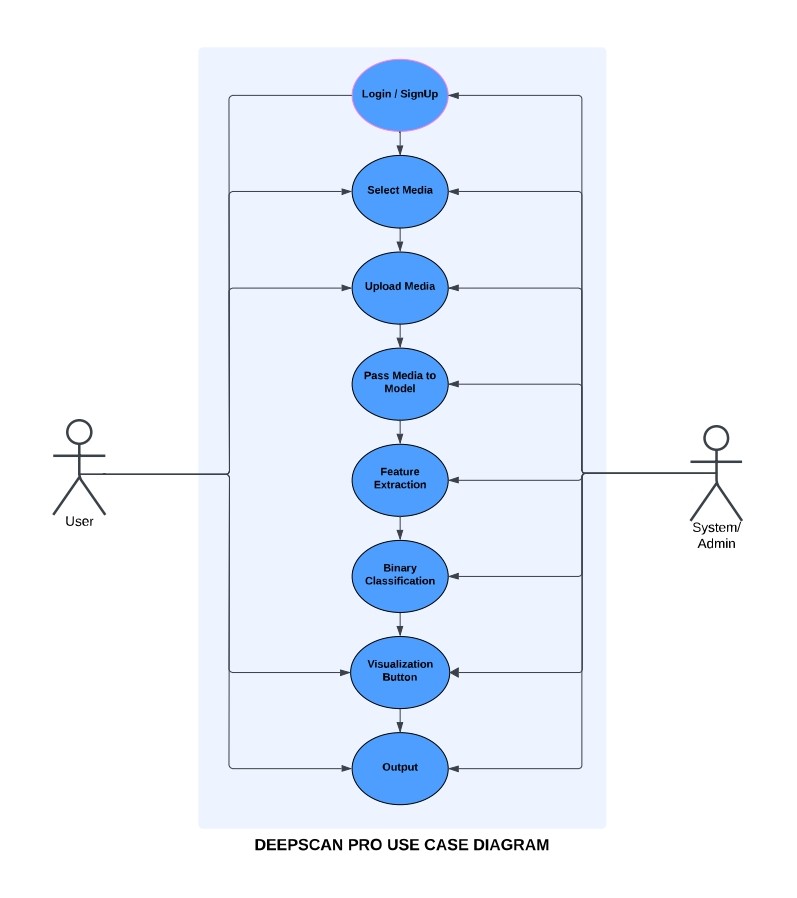 Login / SignUp
Select Media
Upload Media
Pass Media to
Model
Feature
Extraction
Binary
Classification
Visualization
Button
Output
User
System/
Admin
DEEPSCAN PRO USE CASE DIAGRAM